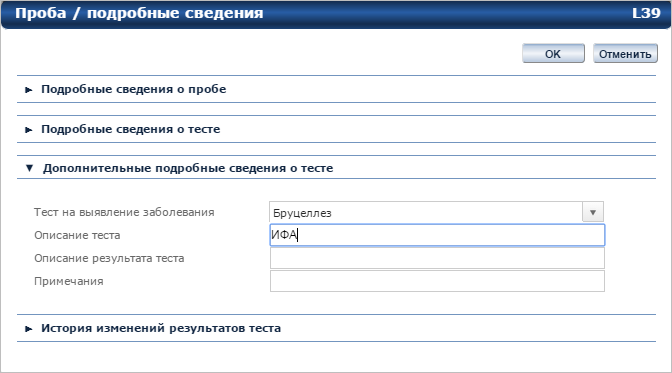 Проба / подробные сведения L39
OK Отменить
Подробные сведения о пробе
Подробные сведения о тесте
Дополнительные подробные сведения о тесте
Тест на выявление заболевания Бруцеллез
Описание теста ИФА
Описание результата теста
Примечания
История изменений результатов теста